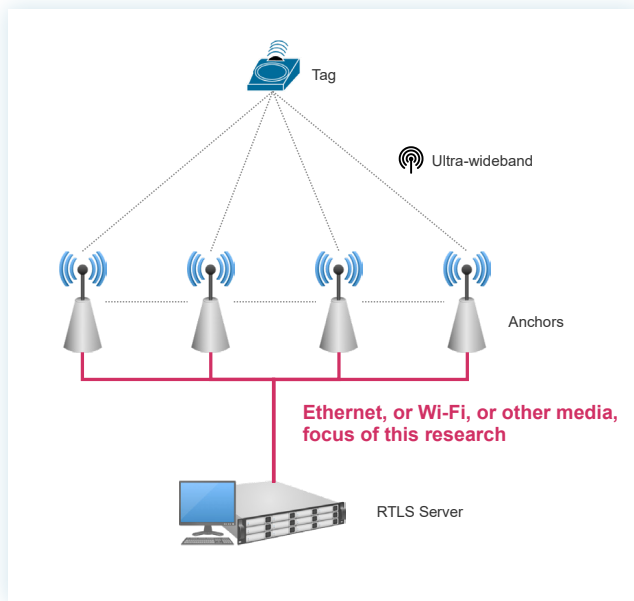 Tag
Ultra-wideband
Anchors
Ethernet, or Wi-Fi, or other media,
focus of this research
RTLS Server